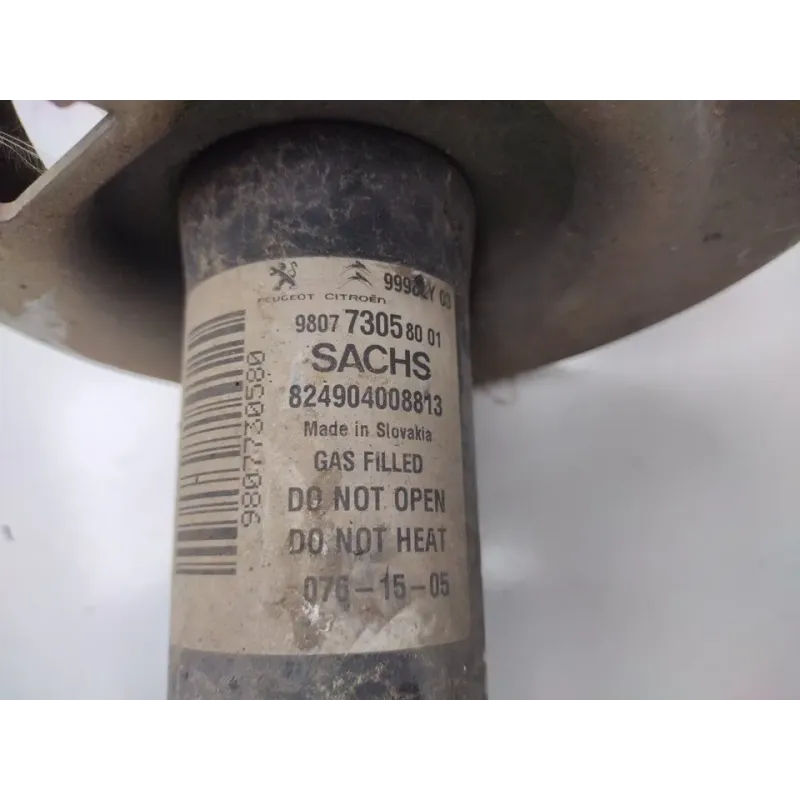 PEUGEOT CITROËN
9807 7305 80 01
SACHS
824904008813
Made in Slovakia
GAS FILLED
DO NOT OPEN
DO NOT HEAT
076-15-05
9807730580
H